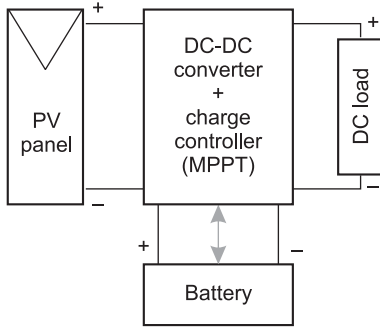 +
+
DC-DC
converter
+
charge
controller
(MPPT)
PV
panel
DC load
–
–
+
–
Battery